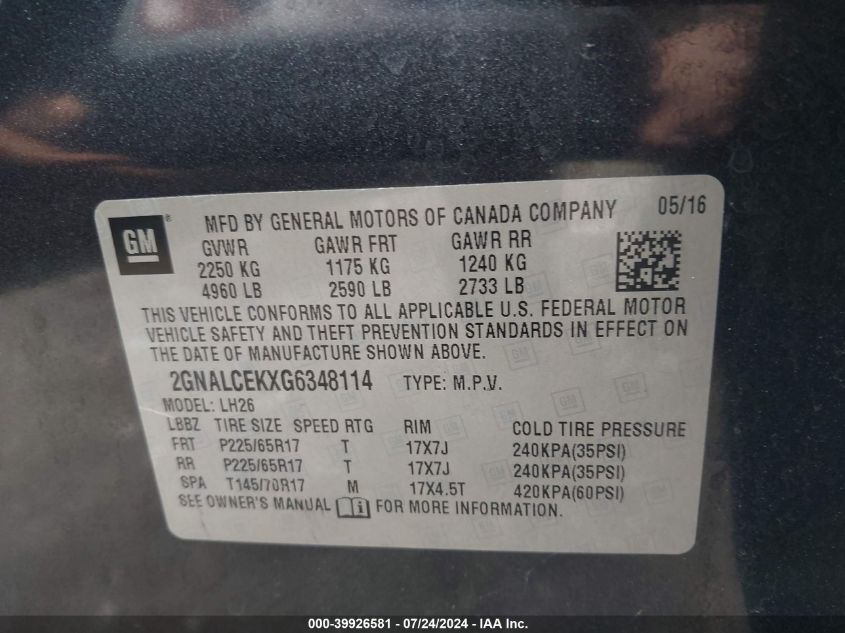 GM ® MFD BY GENERAL MOTORS OF CANADA COMPANY 05/16
GVWR GAWR FRT GAWR RR
2250 KG 1175 KG 1240 KG
4960 LB 2590 LB 2733 LB
THIS VEHICLE CONFORMS TO ALL APPLICABLE U.S. FEDERAL MOTOR
VEHICLE SAFETY AND THEFT PREVENTION STANDARDS IN EFFECT ON
THE DATE OF MANUFACTURE SHOWN ABOVE.
2GNALCEKXG6348114 TYPE: M.P.V.
MODEL: LH26
L8BZ TIRE SIZE SPEED RTG RIM COLD TIRE PRESSURE
FRT P225/65R17 T 17X7J 240KPA(35PSI)
RR P225/65R17 T 17X7J 240KPA(35PSI)
SPA T145/70R17 M 17X4.5T 420KPA(60PSI)
SEE OWNER'S MANUAL FOR MORE INFORMATION.
000-39926581 / 07/24/2024 - IAA Inc.